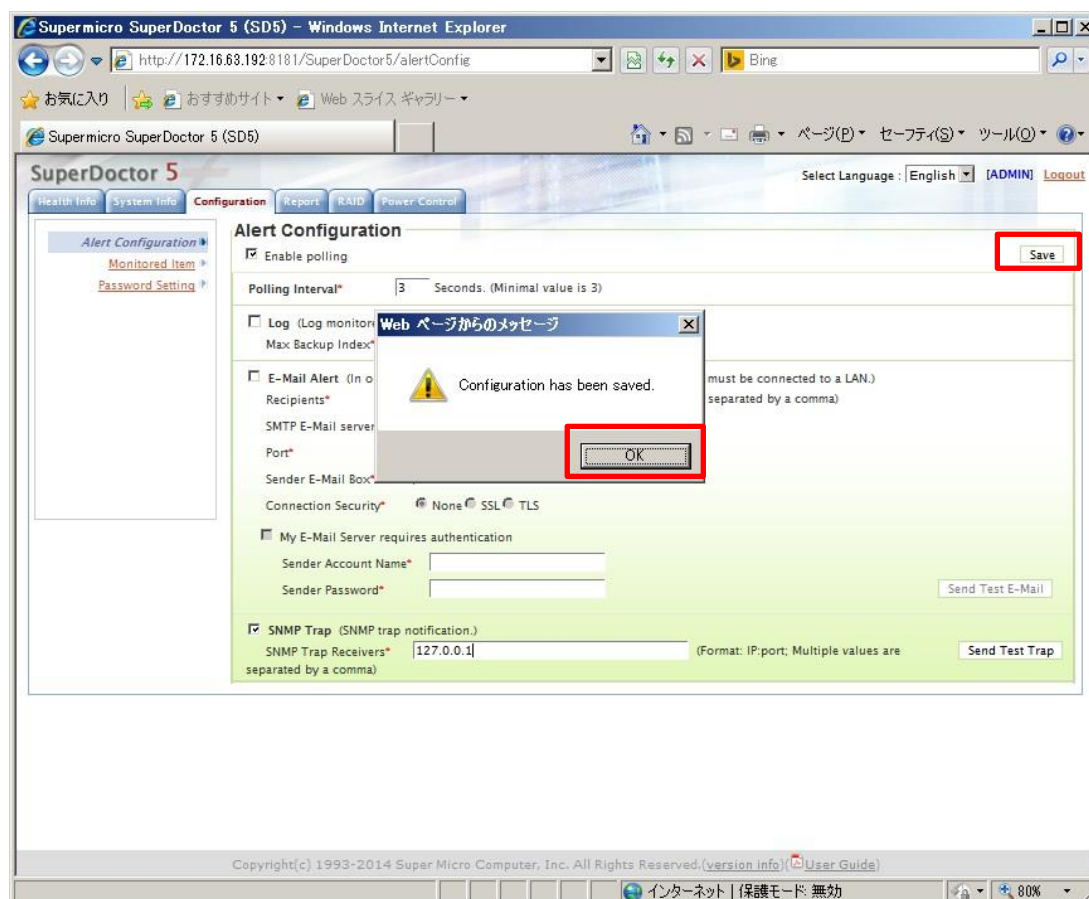 Supermicro SuperDoctor 5 (SD5) - Windows Internet Explorer
http://172.16.63.192:8181/SuperDoctor5/alertConfig
Bing
お気に入り おすすめサイト Web スライス ギャラリー
Supermicro SuperDoctor 5 (SD5)
ページ(P) セーフティ(S) ツール(O)
SuperDoctor 5
Select Language : English [ADMIN] Logout
Health Info System Info Configuration Report RAID Power Control
Alert Configuration
Monitored Item
Password Setting
Alert Configuration
Enable polling
Save
Polling Interval* 3 Seconds. (Minimal value is 3)
Log (Log monitore
Max Backup Index*
Web ページからのメッセージ
Configuration has been saved.
OK
E-Mail Alert (In o must be connected to a LAN.)
Recipients* separated by a comma)
SMTP E-Mail server
Port*
Sender E-Mail Box*
Connection Security* None SSL TLS
My E-Mail Server requires authentication
Sender Account Name*
Sender Password*
Send Test E-Mail
SNMP Trap (SNMP trap notification.)
SNMP Trap Receivers* 127.0.0.1 (Format: IP:port; Multiple values are
separated by a comma)
Send Test Trap
Copyright(c) 1993-2014 Super Micro Computer, Inc. All Rights Reserved.(version info)(User Guide)
インターネット | 保護モード: 無効
80%